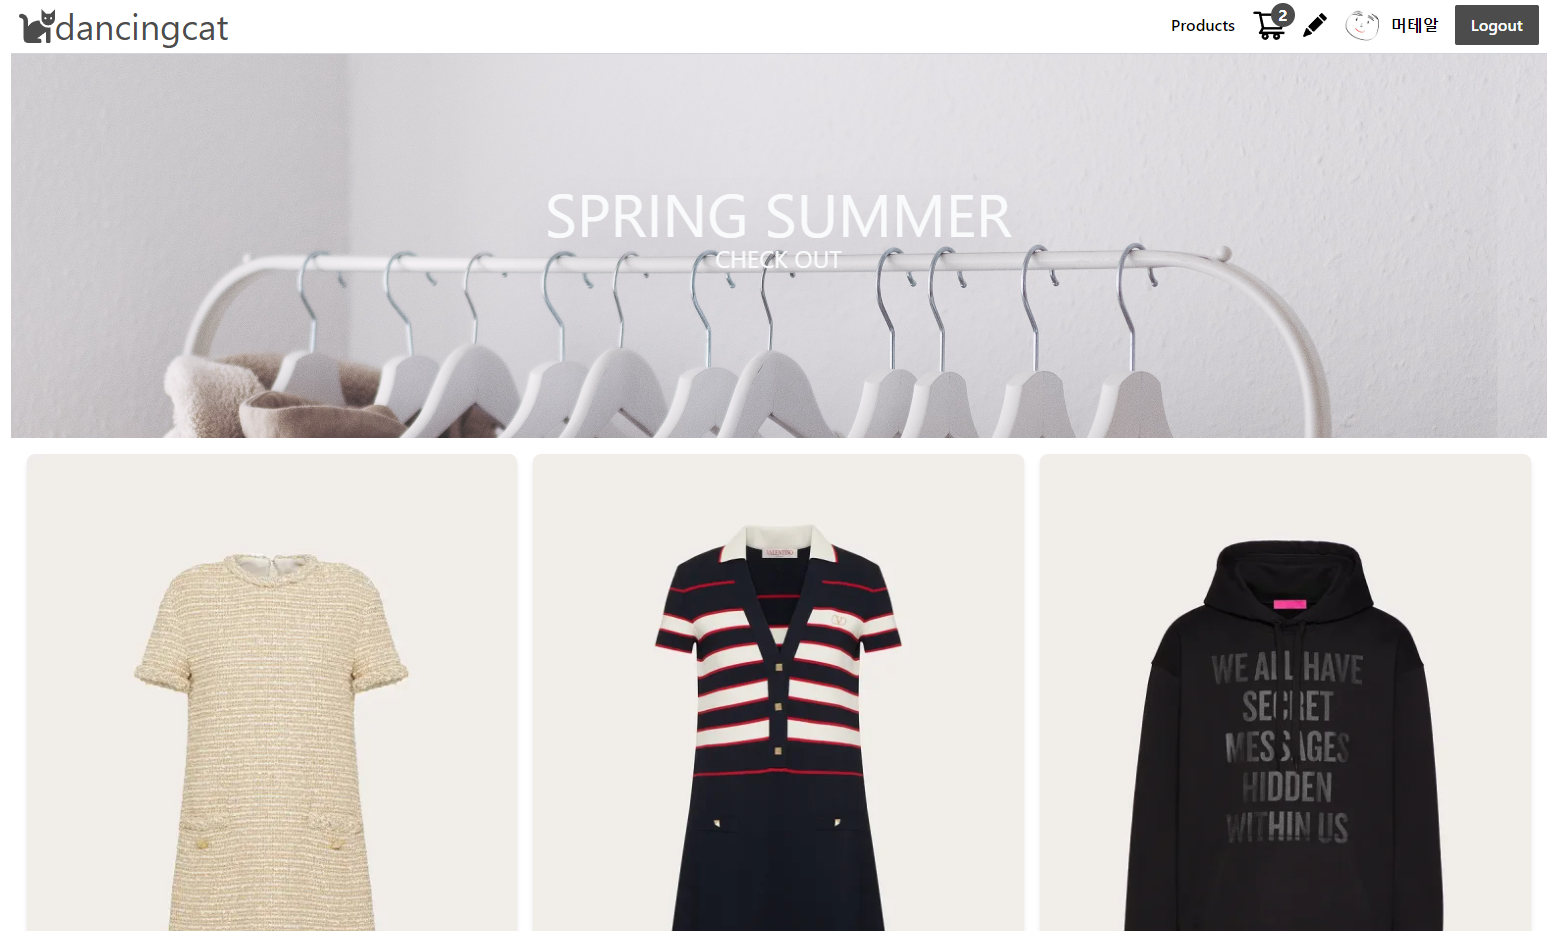 dancingcat
Products
2
머테알
Logout
SPRING SUMMER
CHECK OUT
VALENTINO
WE ALL HAVE
SECRET
MESSAGES
HIDDEN
WITHIN US